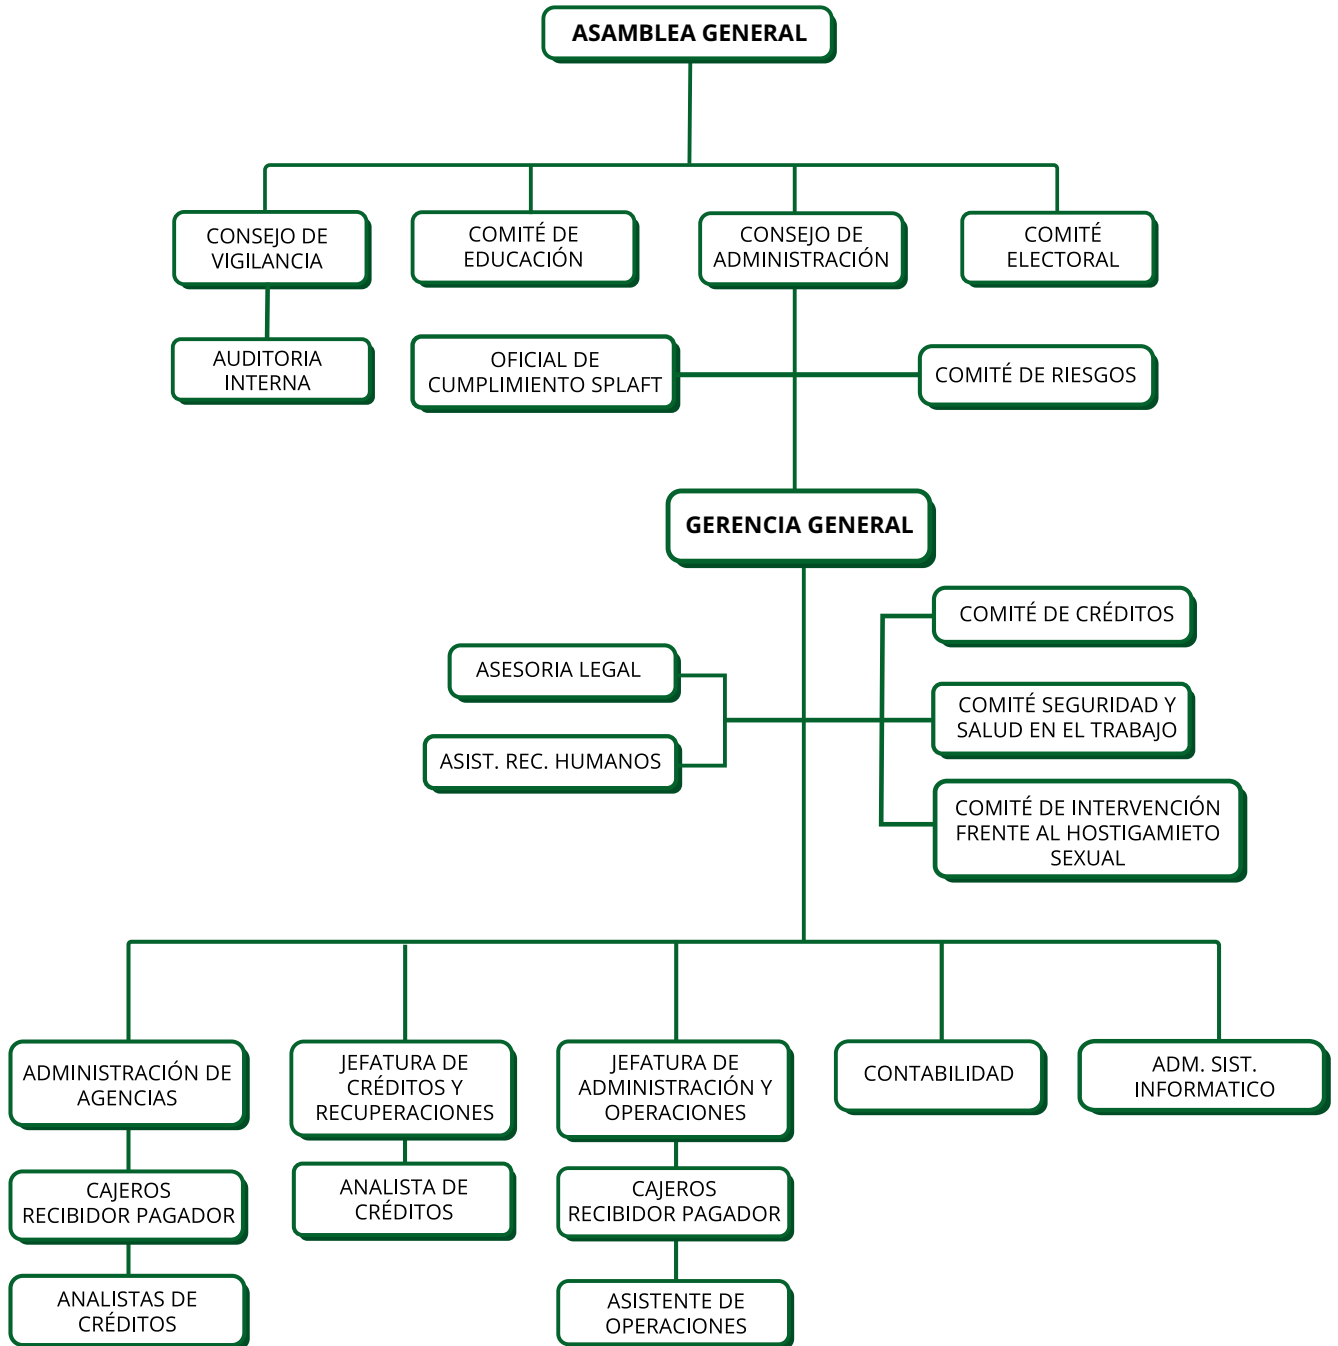 ASAMBLEA GENERAL
CONSEJO DE
VIGILANCIA
COMITÉ DE
EDUCACIÓN
CONSEJO DE
ADMINISTRACIÓN
COMITÉ
ELECTORAL
AUDITORIA
INTERNA
OFICIAL DE
CUMPLIMIENTO SPLAFT
COMITÉ DE RIESGOS
GERENCIA GENERAL
COMITÉ DE CRÉDITOS
ASESORIA LEGAL
COMITÉ SEGURIDAD Y
SALUD EN EL TRABAJO
ASIST. REC. HUMANOS
COMITÉ DE INTERVENCIÓN
FRENTE AL HOSTIGAMIETO
SEXUAL
ADMINISTRACIÓN DE
AGENCIAS
JEFATURA DE
CRÉDITOS Y
RECUPERACIONES
JEFATURA DE
ADMINISTRACIÓN Y
OPERACIONES
CONTABILIDAD
ADM. SIST.
INFORMATICO
CAJEROS
RECIBIDOR PAGADOR
ANALISTA DE
CRÉDITOS
CAJEROS
RECIBIDOR PAGADOR
ANALISTAS DE
CRÉDITOS
ASISTENTE DE
OPERACIONES